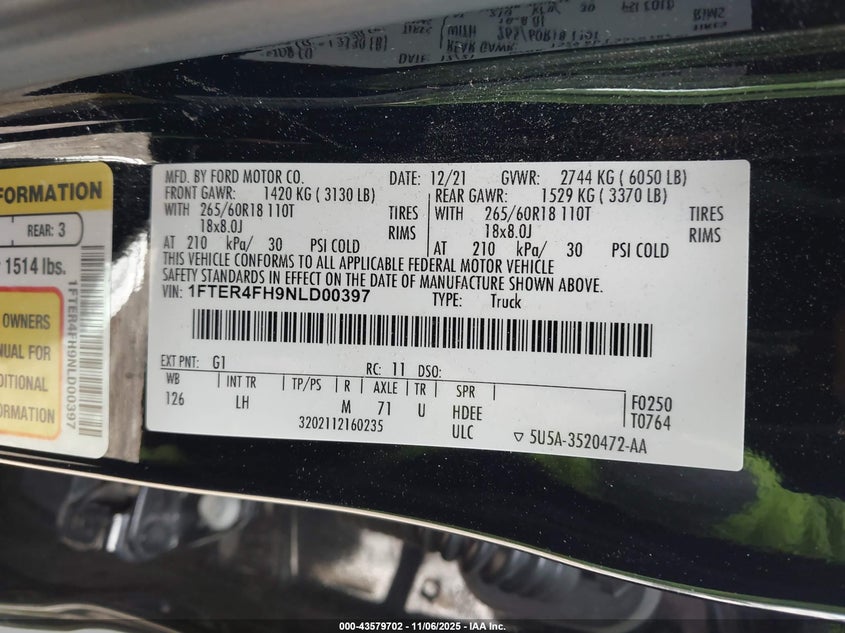 FORMATION
REAR: 3
1514 lbs.
OWNERS
NUAL FOR
DITIONAL
FORMATION
1FTER4FH9NLD00397
MFD. BY FORD MOTOR CO. DATE: 12/21 GVWR: 2744 KG ( 6050 LB)
FRONT GAWR: 1420 KG ( 3130 LB) REAR GAWR: 1529 KG ( 3370 LB)
WITH 265/60R18 110T TIRES WITH 265/60R18 110T TIRES
18x8.0J RIMS 18x8.0J RIMS
AT 210 kPa/ 30 PSI COLD AT 210 kPa/ 30 PSI COLD
THIS VEHICLE CONFORMS TO ALL APPLICABLE FEDERAL MOTOR VEHICLE
SAFETY STANDARDS IN EFFECT ON THE DATE OF MANUFACTURE SHOWN ABOVE.
VIN: 1FTER4FH9NLD00397 TYPE: Truck
EXT PNT: G1 RC: 11 DSO:
WB INT TR TP/PS R AXLE TR SPR
126 LH M 71 U HDEE F0250
3202112160235 ULC T0764
5U5A-3520472-AA
000-43579702 - 11/06/2025 - IAA Inc.